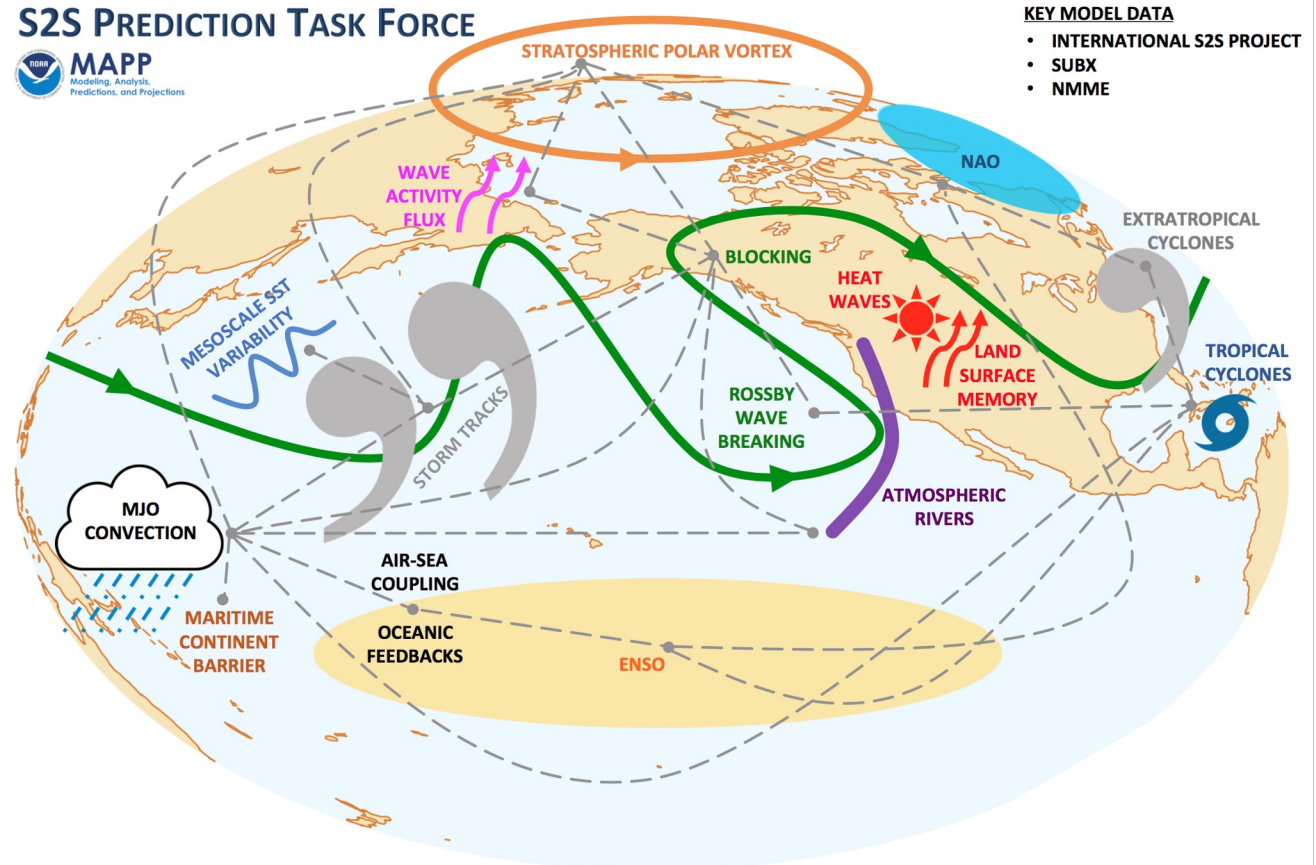 S2S PREDICTION TASK FORCE
NOAA
MAPP
Modeling, Analysis,
Predictions, and Projections
KEY MODEL DATA
• INTERNATIONAL S2S PROJECT
• SUBX
• NMME
STRATOSPHERIC POLAR VORTEX
NAO
WAVE
ACTIVITY
FLUX
EXTRATROPICAL
CYCLONES
BLOCKING
HEAT
WAVES
MESOSCALE SST
VARIABILITY
LAND
SURFACE
MEMORY
TROPICAL
CYCLONES
ROSSBY
WAVE
BREAKING
STORM TRACKS
MJO
CONVECTION
ATMOSPHERIC
RIVERS
AIR-SEA
COUPLING
MARITIME
CONTINENT
BARRIER
OCEANIC
FEEDBACKS
ENSO